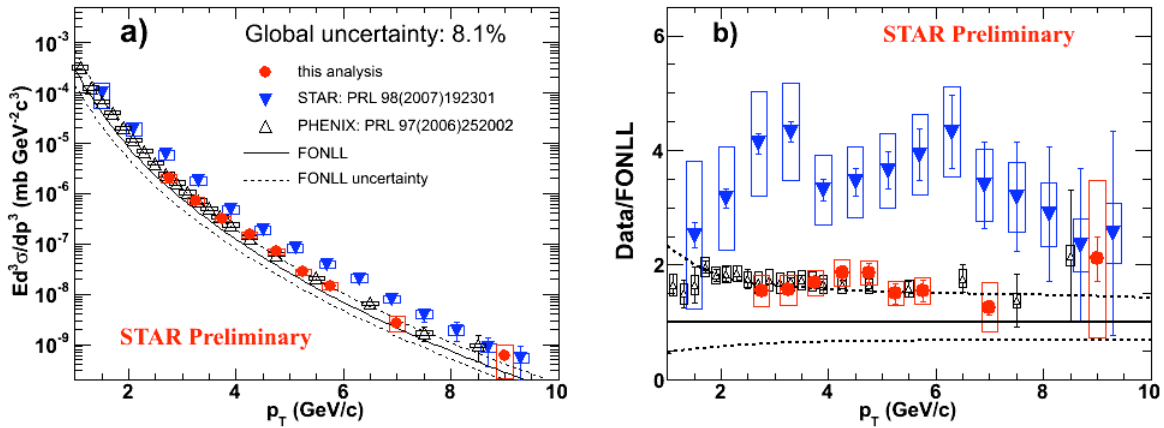 a)
Global uncertainty: 8.1%
this analysis
STAR: PRL 98(2007)192301
PHENIX: PRL 97(2006)252002
FONLL
FONLL uncertainty
STAR Preliminary
Ed³σ/dp³ (mb GeV⁻²c³)
10⁻³
10⁻⁴
10⁻⁵
10⁻⁶
10⁻⁷
10⁻⁸
10⁻⁹
2 4 6 8 10
p_T (GeV/c)
b)
STAR Preliminary
Data/FONLL
6
4
2
0
2 4 6 8 10
p_T (GeV/c)